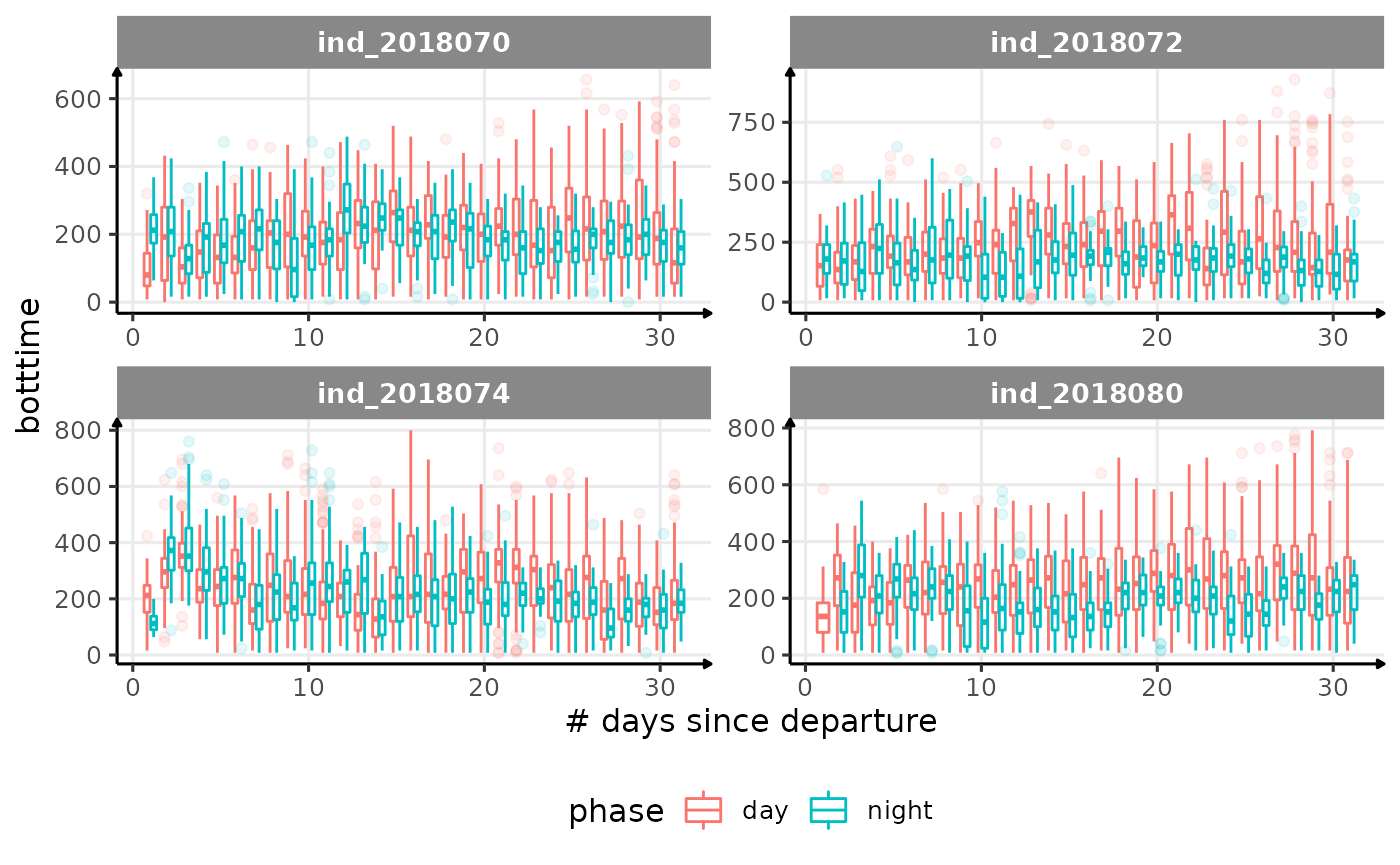 ind_2018070 ind_2018072
600
400
200
0
0 10 20 30
750
500
250
0
0 10 20 30
botttime
ind_2018074 ind_2018080
800
600
400
200
0
0 10 20 30
800
600
400
200
0
0 10 20 30
# days since departure
phase day night